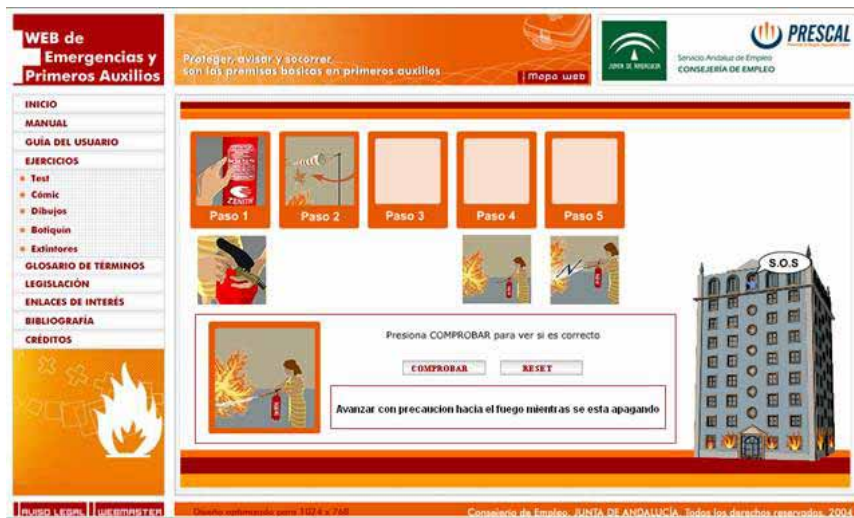 WEB de
Emergencias y
Primeros Auxilios
Proteger, avisar y socorrer
son las premisas básicas en primeros auxilios
Mapa web
JUNTA DE ANDALUCIA
Servicio Andaluz de Empleo
CONSEJERÍA DE EMPLEO
PRESCAL
INICIO
MANUAL
GUÍA DEL USUARIO
EJERCICIOS
Test
Cómic
Dibujos
Botiquín
Extintores
GLOSARIO DE TÉRMINOS
LEGISLACIÓN
ENLACES DE INTERÉS
BIBLIOGRAFÍA
CRÉDITOS
ZENITH
Paso 1
Paso 2
Paso 3
Paso 4
Paso 5
S.O.S
Presiona COMPROBAR para ver si es correcto
COMPROBAR
RESET
Avanzar con precaucion hacia el fuego mientras se esta apagando
AVISO LEGAL
WEBMASTER
Diseño optimizado para 1024 x 768
Consejería de Empleo: JUNTA DE ANDALUCÍA. Todos los derechos reservados. 2004